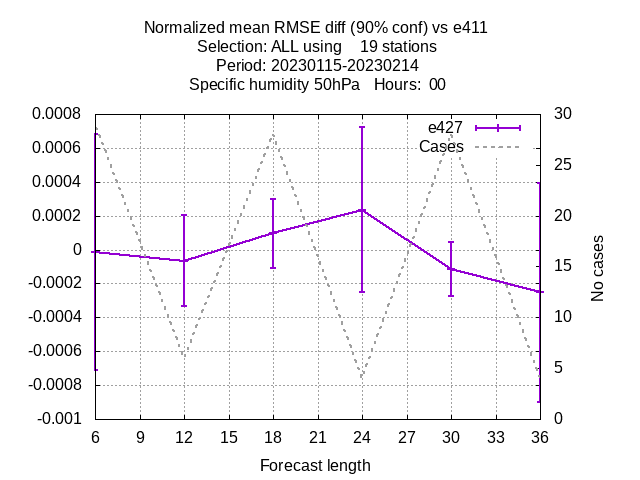 Normalized mean RMSE diff (90% conf) vs e411
Selection: ALL using    19 stations
Period: 20230115-20230214
Specific humidity 50hPa   Hours:  00
e427
Cases
0.0008
0.0006
0.0004
0.0002
0
-0.0002
-0.0004
-0.0006
-0.0008
-0.001
30
25
20
15
10
5
0
No cases
6 9 12 15 18 21 24 27 30 33 36
Forecast length